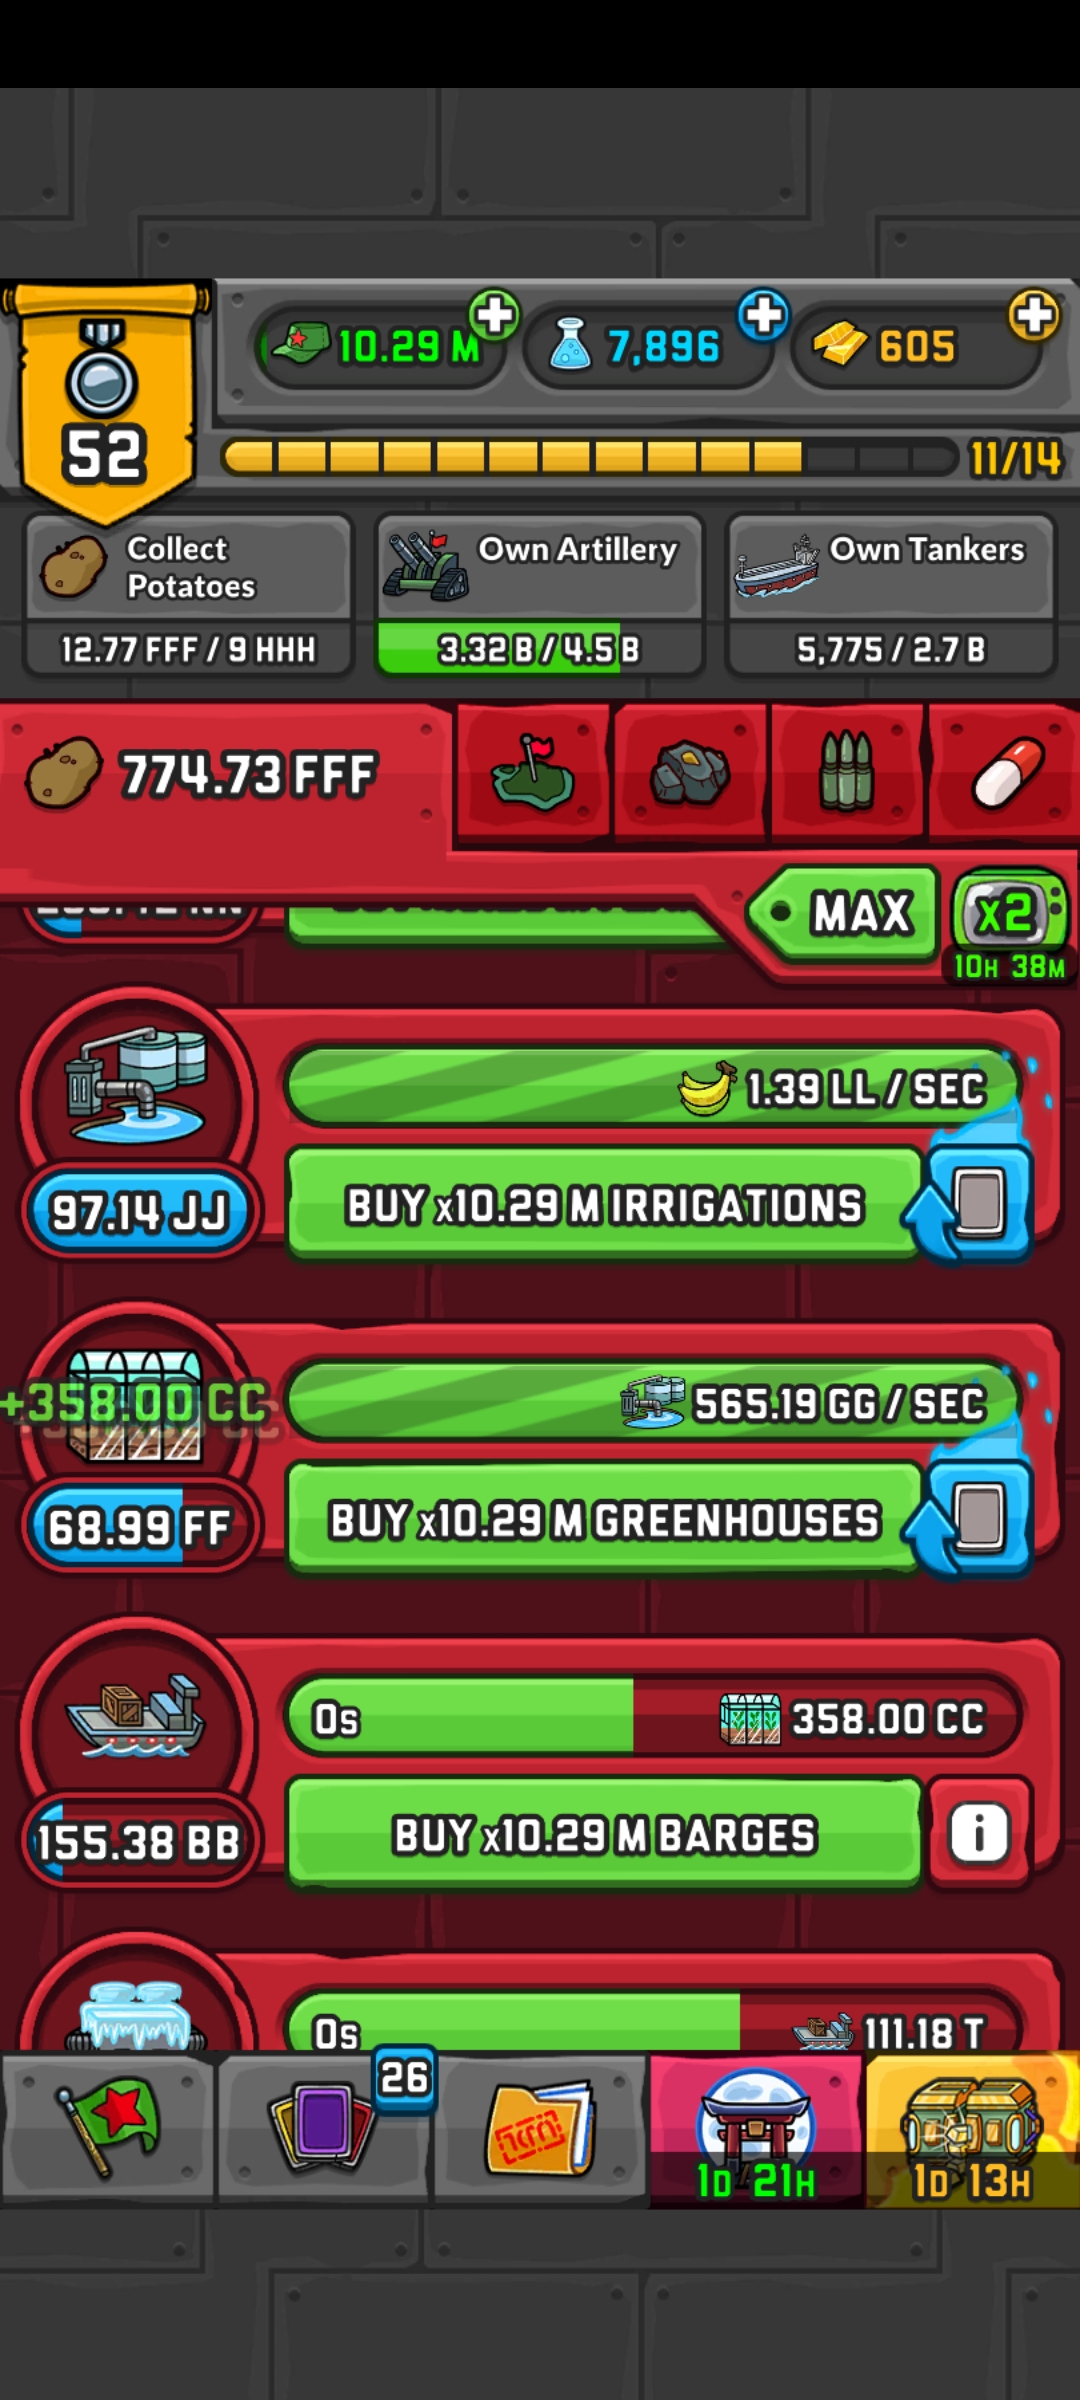 10.29 M
7,896
605
52
11/14
Collect
Potatoes
12.77 FFF / 9 HHH
Own Artillery
3.32 B / 4.5 B
Own Tankers
5,775 / 2.7 B
774.73 FFF
MAX
x2
10H 38M
1.39 LL / SEC
97.14 JJ
BUY x10.29 M IRRIGATIONS
+358.00 CC
565.19 GG / SEC
68.99 FF
BUY x10.29 M GREENHOUSES
0s
358.00 CC
155.38 BB
BUY x10.29 M BARGES
i
0s
111.18 T
26
1D 21H
1D 13H